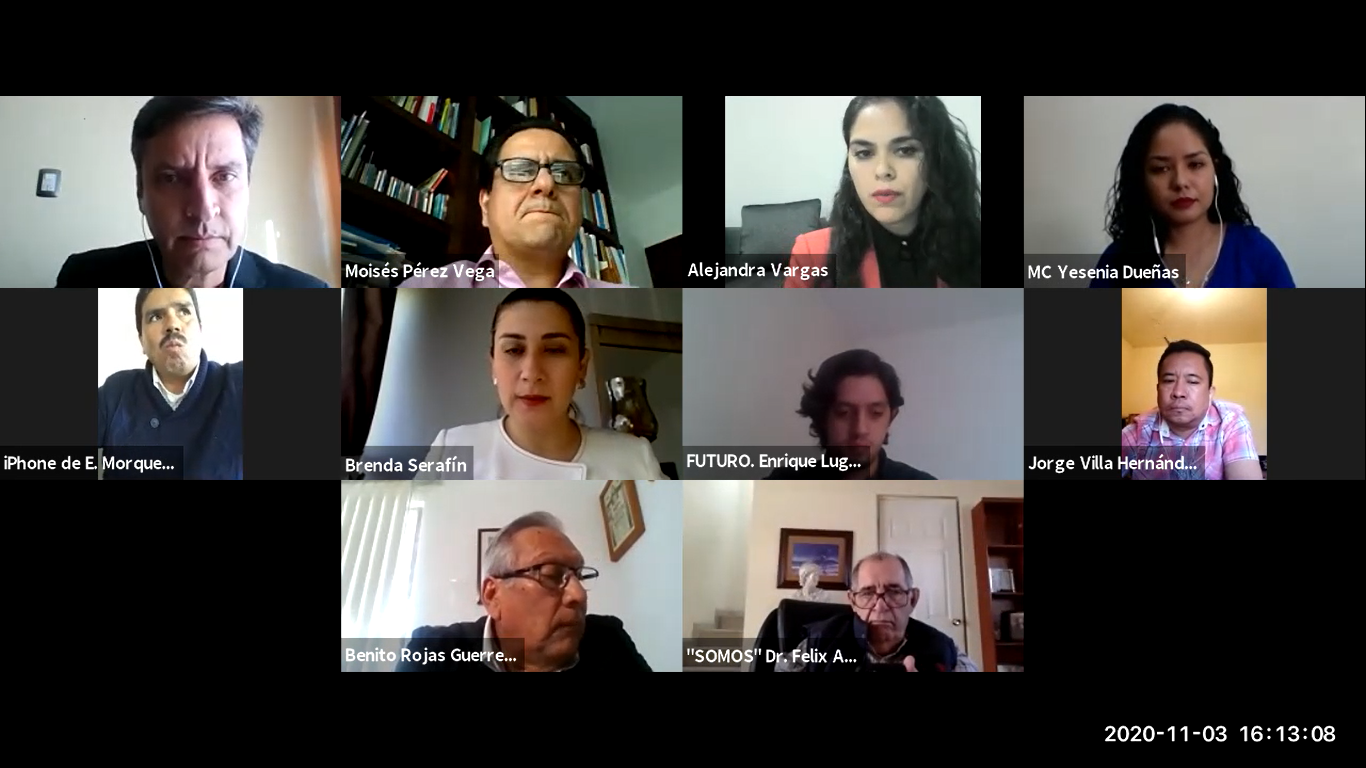 Moisés Pérez Vega
Alejandra Vargas
MC Yesenia Dueñas
iPhone de E. Morque...
Brenda Serafín
FUTURO. Enrique Lug...
Jorge Villa Hernánd...
Benito Rojas Guerre...
"SOMOS" Dr. Felix A...
2020-11-03 16:13:08